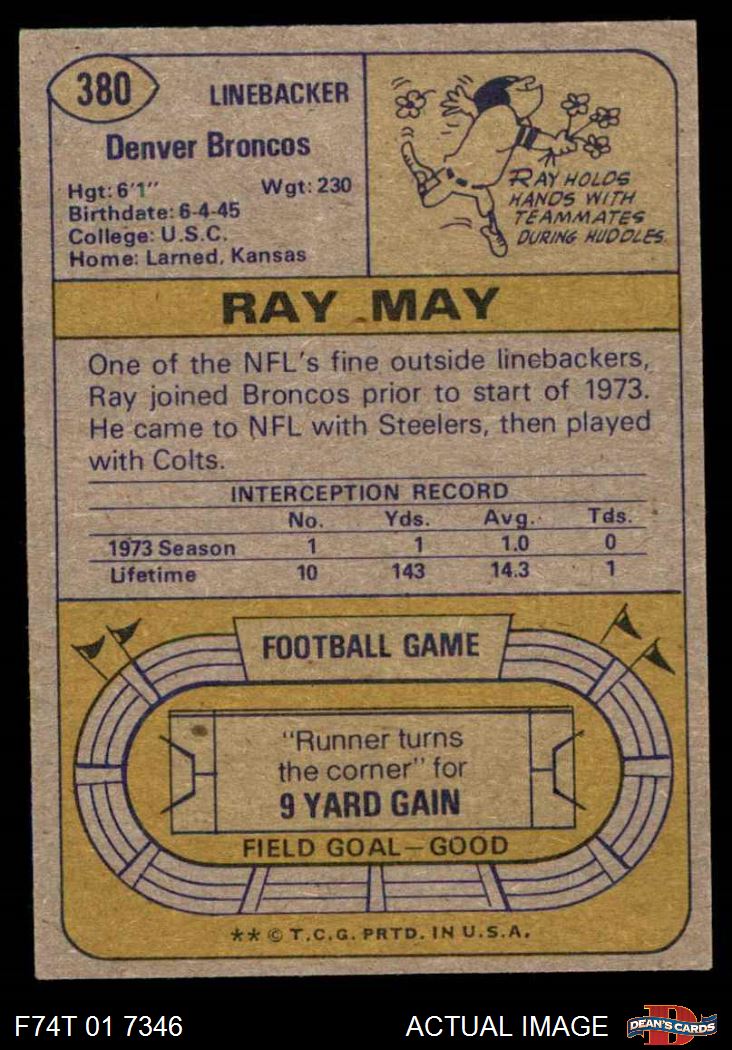 380
LINEBACKER
Denver Broncos
Hgt: 6'1" Wgt: 230
Birthdate: 6-4-45
College: U.S.C.
Home: Larned, Kansas
RAY HOLDS
HANDS WITH
TEAMMATES
DURING HUDDLES.
RAY MAY
One of the NFL's fine outside linebackers,
Ray joined Broncos prior to start of 1973.
He came to NFL with Steelers, then played
with Colts.
INTERCEPTION RECORD
No. Yds. Avg. Tds.
1973 Season 1 1 1.0 0
Lifetime 10 143 14.3 1
FOOTBALL GAME
"Runner turns
the corner" for
9 YARD GAIN
FIELD GOAL—GOOD
** © T.C.G. PRTD. IN U.S.A.
F74T 01 7346 ACTUAL IMAGE
D
DEAN'S CARDS